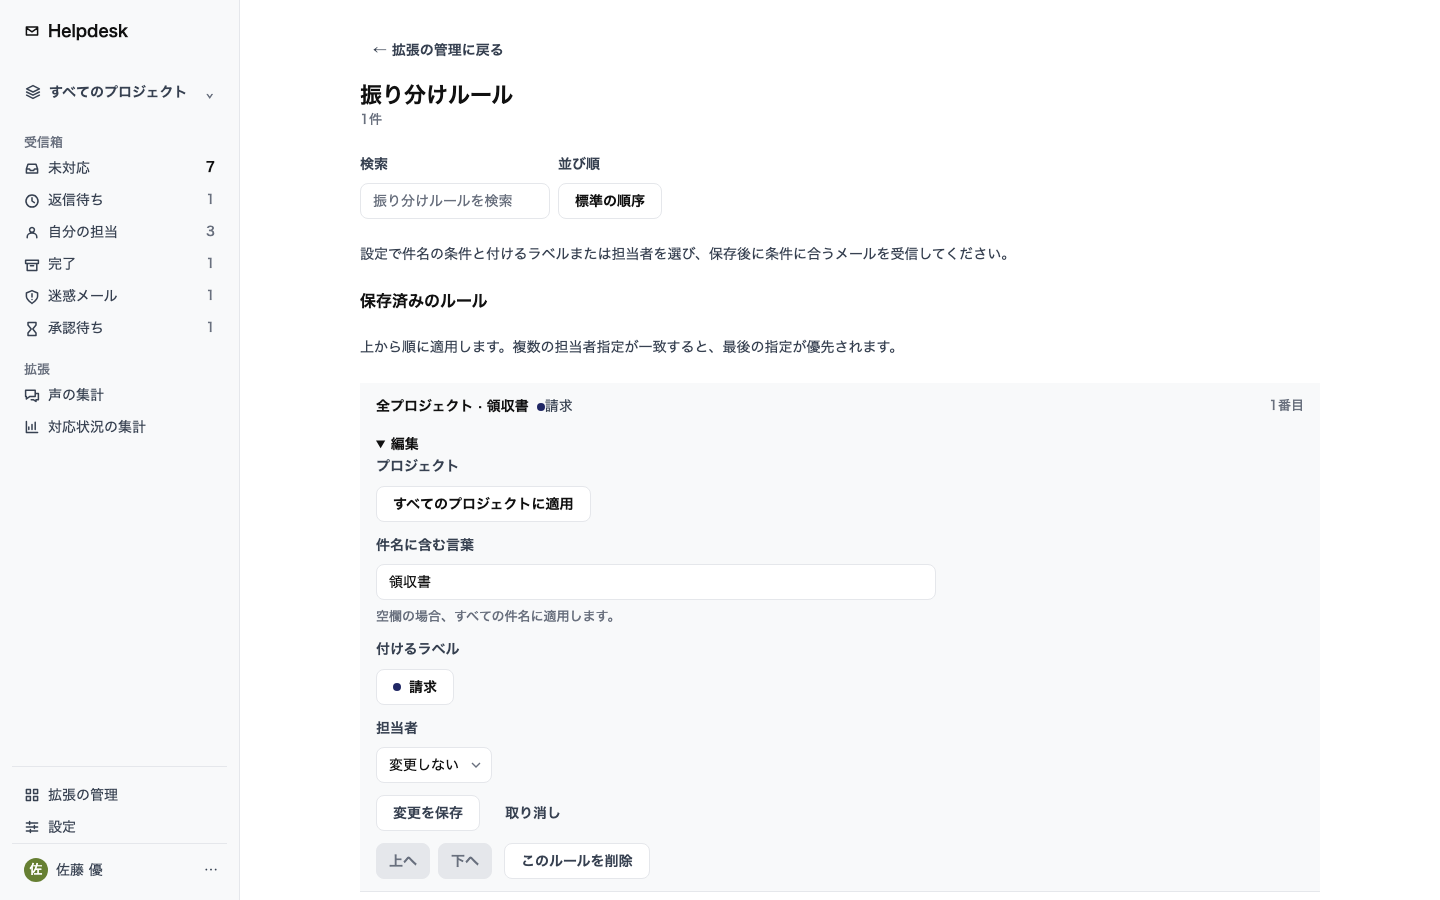 Helpdesk
すべてのプロジェクト
受信箱
未対応 7
返信待ち 1
自分の担当 3
完了 1
迷惑メール 1
承認待ち 1
拡張
声の集計
対応状況の集計
拡張の管理
設定
佐 佐藤 優 …
← 拡張の管理に戻る
振り分けルール
1件
検索 並び順
振り分けルールを検索 標準の順序
設定で件名の条件と付けるラベルまたは担当者を選び、保存後に条件に合うメールを受信してください。
保存済みのルール
上から順に適用します。複数の担当者指定が一致すると、最後の指定が優先されます。
全プロジェクト · 領収書 ●請求 1番目
▼ 編集
プロジェクト
すべてのプロジェクトに適用
件名に含む言葉
領収書
空欄の場合、すべての件名に適用します。
付けるラベル
● 請求
担当者
変更しない
変更を保存 取り消し
上へ 下へ このルールを削除